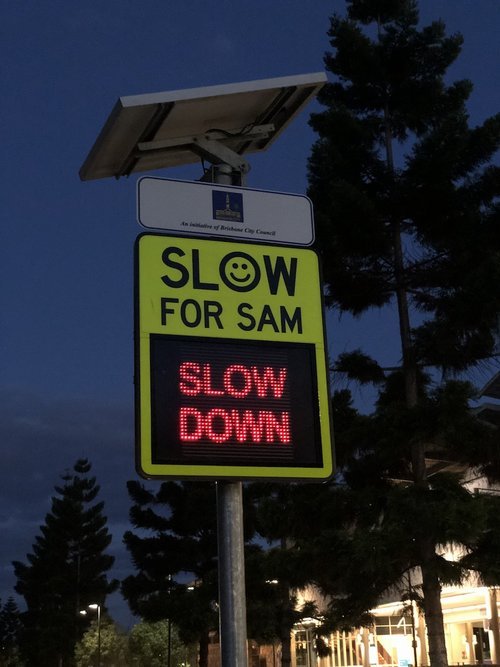 An initiative of Brisbane City Council
SLOW
FOR SAM
SLOW
DOWN